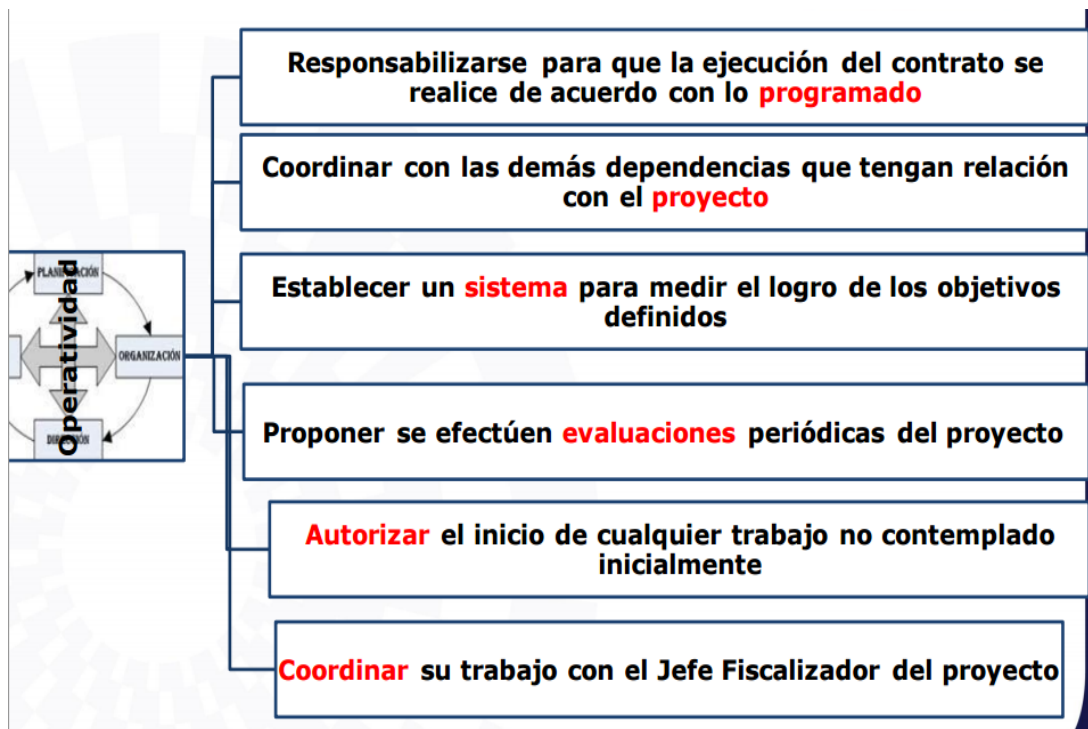 Responsabilizarse para que la ejecución del contrato se
realice de acuerdo con lo programado
Coordinar con las demás dependencias que tengan relación
con el proyecto
Establecer un sistema para medir el logro de los objetivos
definidos
Proponer se efectúen evaluaciones periódicas del proyecto
Autorizar el inicio de cualquier trabajo no contemplado
inicialmente
Coordinar su trabajo con el Jefe Fiscalizador del proyecto
Operatividad
PLANIFICACIÓN
ORGANIZACIÓN
DIRECCIÓN